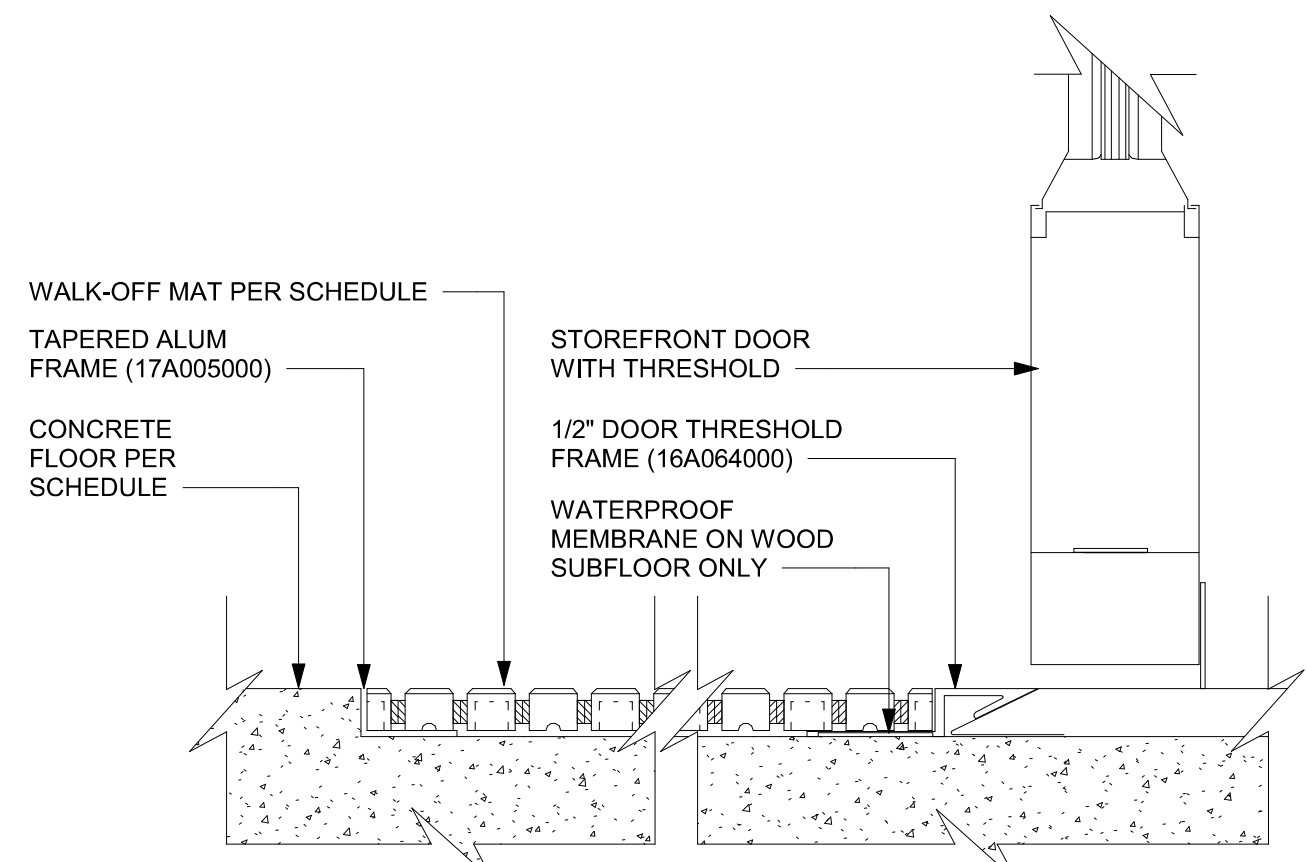 WALK-OFF MAT PER SCHEDULE
TAPERED ALUM
FRAME (17A005000)
CONCRETE
FLOOR PER
SCHEDULE
STOREFRONT DOOR
WITH THRESHOLD
1/2" DOOR THRESHOLD
FRAME (16A064000)
WATERPROOF
MEMBRANE ON WOOD
SUBFLOOR ONLY